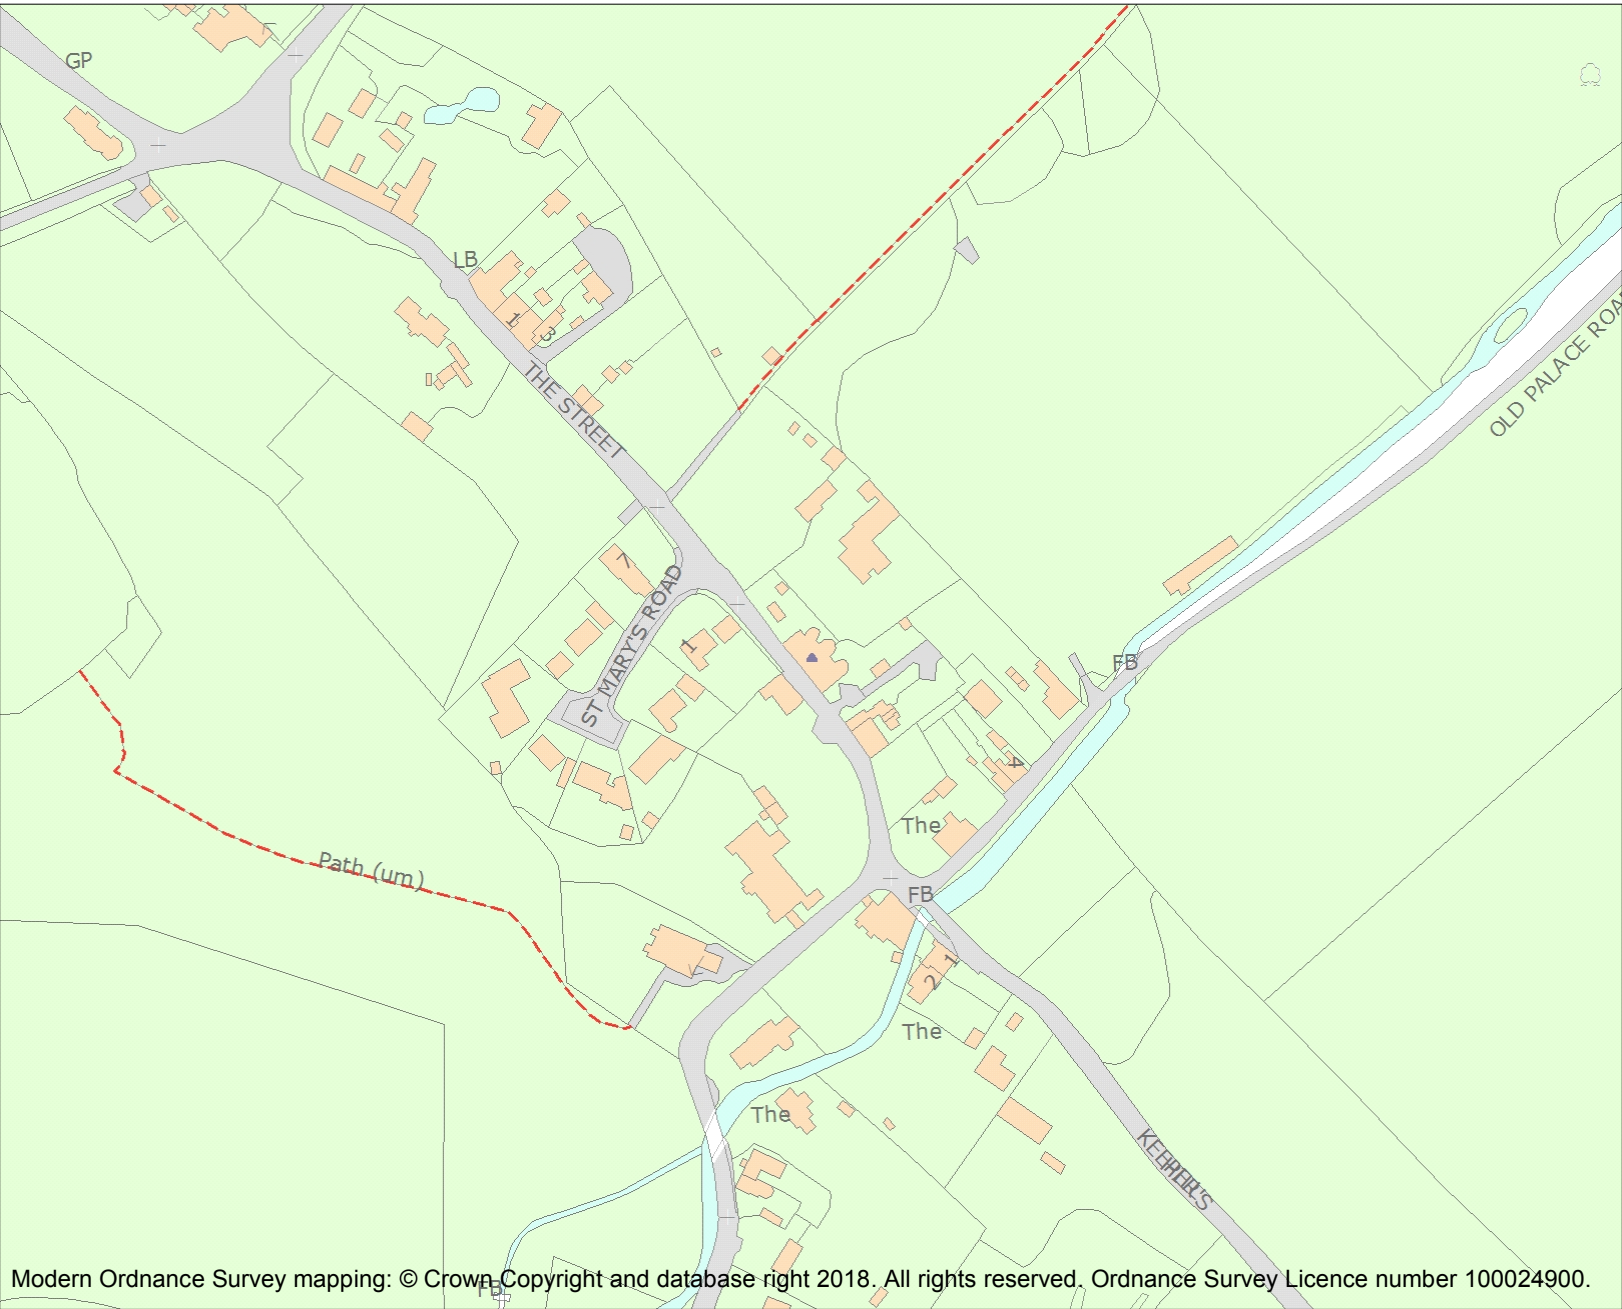 GP
LB
1
3
THE STREET
OLD PALACE ROA
7
ST MARY'S ROAD
1
FB
4
The
Path (um)
FB
1
2
The
The
FB
Modern Ordnance Survey mapping: © Crown Copyright and database right 2018. All rights reserved. Ordnance Survey Licence number 100024900.